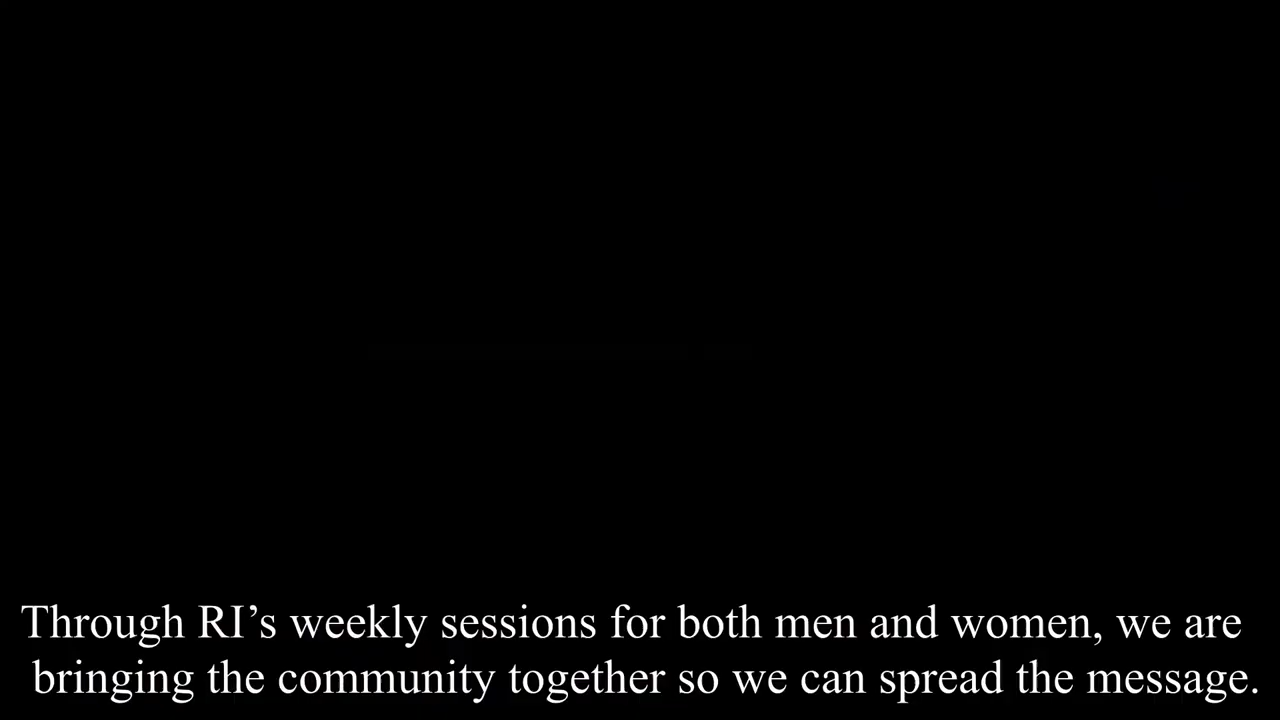 Through RI’s weekly sessions for both men and women, we are
bringing the community together so we can spread the message.